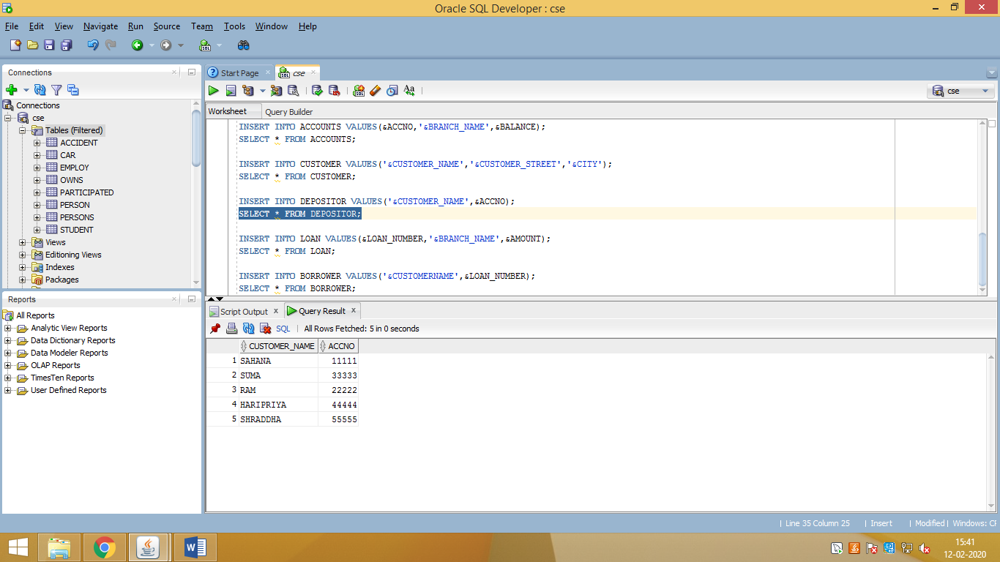 Oracle SQL Developer : cse
File Edit View Navigate Run Source Team Tools Window Help
Connections
Connections
cse
Tables (Filtered)
ACCIDENT
CAR
EMPLOY
OWNS
PARTICIPATED
PERSON
PERSONS
STUDENT
Views
Editioning Views
Indexes
Packages
Reports
All Reports
Analytic View Reports
Data Dictionary Reports
Data Modeler Reports
OLAP Reports
TimesTen Reports
User Defined Reports
Start Page cse
cse
Worksheet Query Builder
INSERT INTO ACCOUNTS VALUES(&ACCNO,'&BRANCH_NAME',&BALANCE);
SELECT * FROM ACCOUNTS;
INSERT INTO CUSTOMER VALUES('&CUSTOMER_NAME','&CUSTOMER_STREET','&CITY');
SELECT * FROM CUSTOMER;
INSERT INTO DEPOSITOR VALUES('&CUSTOMER_NAME',&ACCNO);
SELECT * FROM DEPOSITOR;
INSERT INTO LOAN VALUES(&LOAN_NUMBER,'&BRANCH_NAME',&AMOUNT);
SELECT * FROM LOAN;
INSERT INTO BORROWER VALUES('&CUSTOMERNAME',&LOAN_NUMBER);
SELECT * FROM BORROWER;
Script Output x Query Result x
SQL | All Rows Fetched: 5 in 0 seconds
CUSTOMER_NAME ACCNO
1 SAHANA 11111
2 SUMA 33333
3 RAM 22222
4 HARIPRIYA 44444
5 SHRADDHA 55555
| Line 35 Column 25 | Insert | Modified | Windows: CF
15:41
12-02-2020